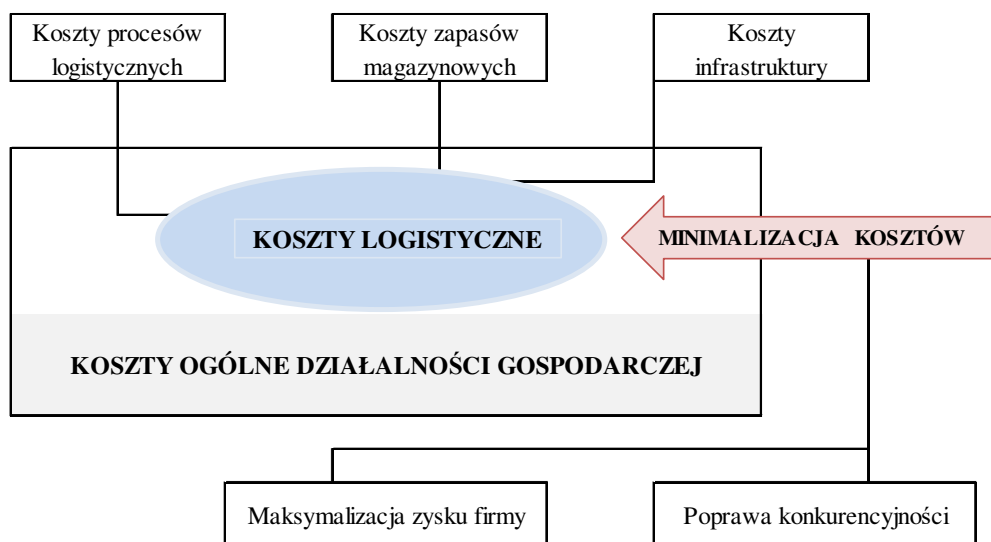 Koszty procesów
logistycznych
Koszty zapasów
magazynowych
Koszty
infrastruktury
KOSZTY LOGISTYCZNE
MINIMALIZACJA KOSZTÓW
KOSZTY OGÓLNE DZIAŁALNOŚCI GOSPODARCZEJ
Maksymalizacja zysku firmy
Poprawa konkurencyjności